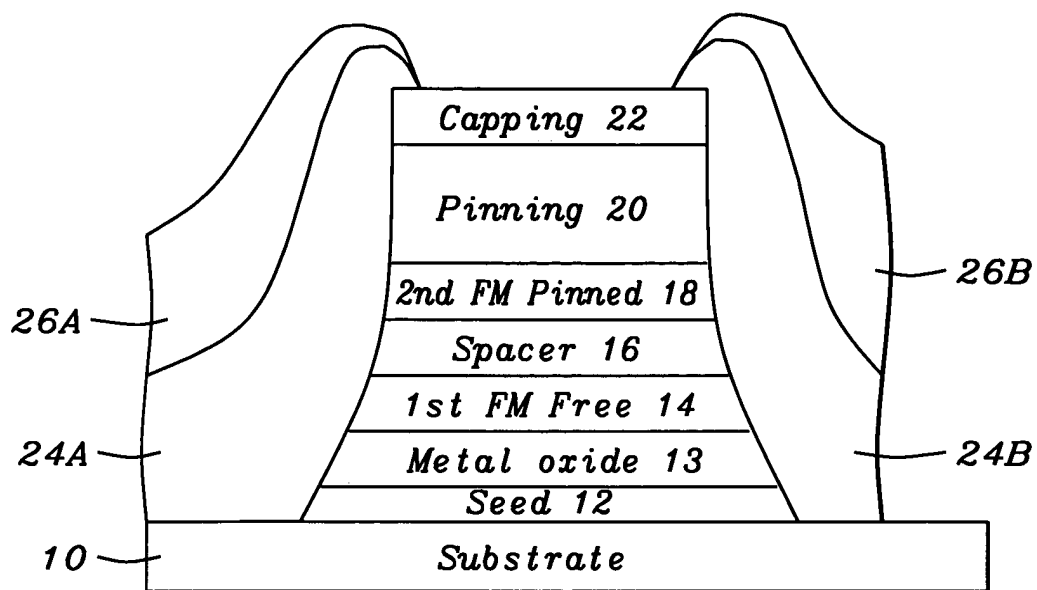 Capping 22
Pinning 20
26B
2nd FM Pinned 18
26A
Spacer 16
1st FM Free 14
24A
24B
Metal oxide 13
Seed 12
10
Substrate